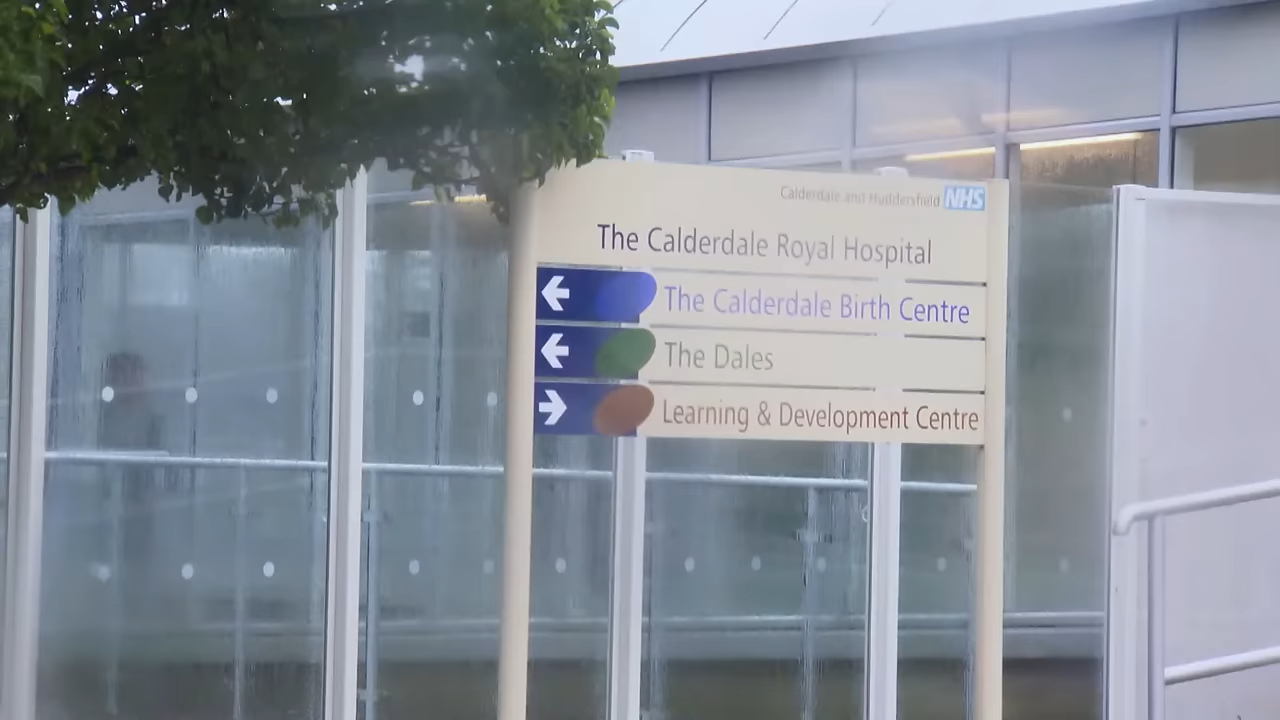 Calderdale and Huddersfield NHS
The Calderdale Royal Hospital
The Calderdale Birth Centre
The Dales
Learning & Development Centre